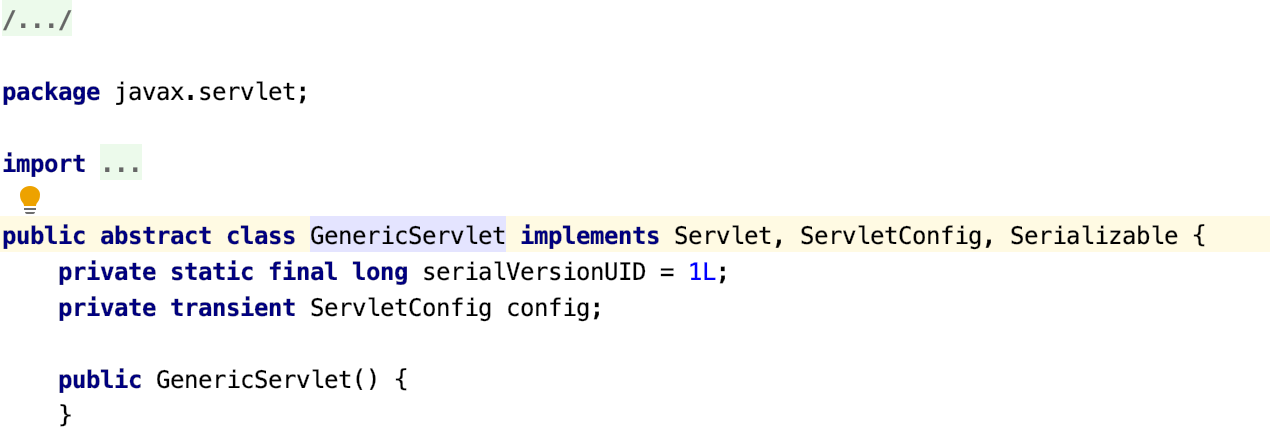 /.../
package javax.servlet;
import ...
public abstract class GenericServlet implements Servlet, ServletConfig, Serializable {
    private static final long serialVersionUID = 1L;
    private transient ServletConfig config;
    public GenericServlet() {
    }